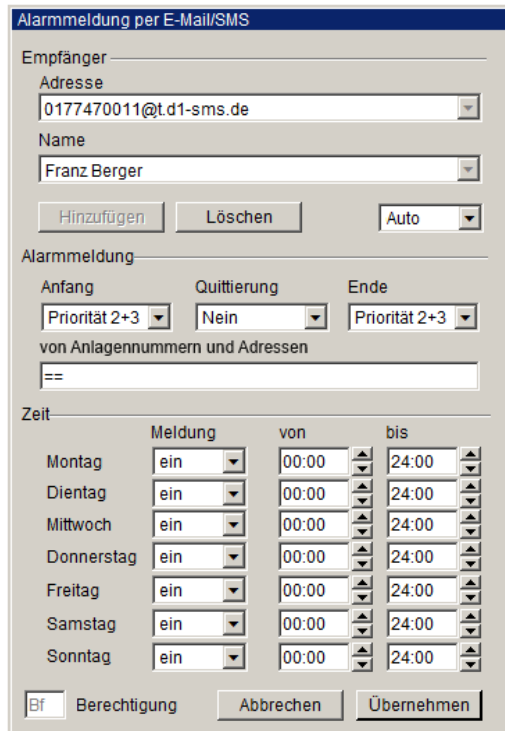 Alarmmeldung per E-Mail/SMS
Empfänger
Adresse
0177470011@t.d1-sms.de
Name
Franz Berger
Hinzufügen Löschen Auto
Alarmmeldung
Anfang Quittierung Ende
Priorität 2+3 Nein Priorität 2+3
von Anlagennummern und Adressen
==
Zeit
Meldung von bis
Montag ein 00:00 24:00
Dientag ein 00:00 24:00
Mittwoch ein 00:00 24:00
Donnerstag ein 00:00 24:00
Freitag ein 00:00 24:00
Samstag ein 00:00 24:00
Sonntag ein 00:00 24:00
Bf Berechtigung Abbrechen Übernehmen